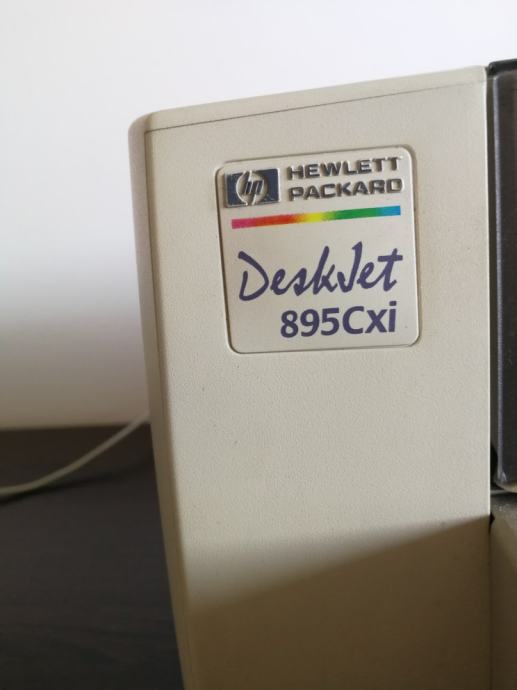 hp HEWLETT
PACKARD
DeskJet
895Cxi